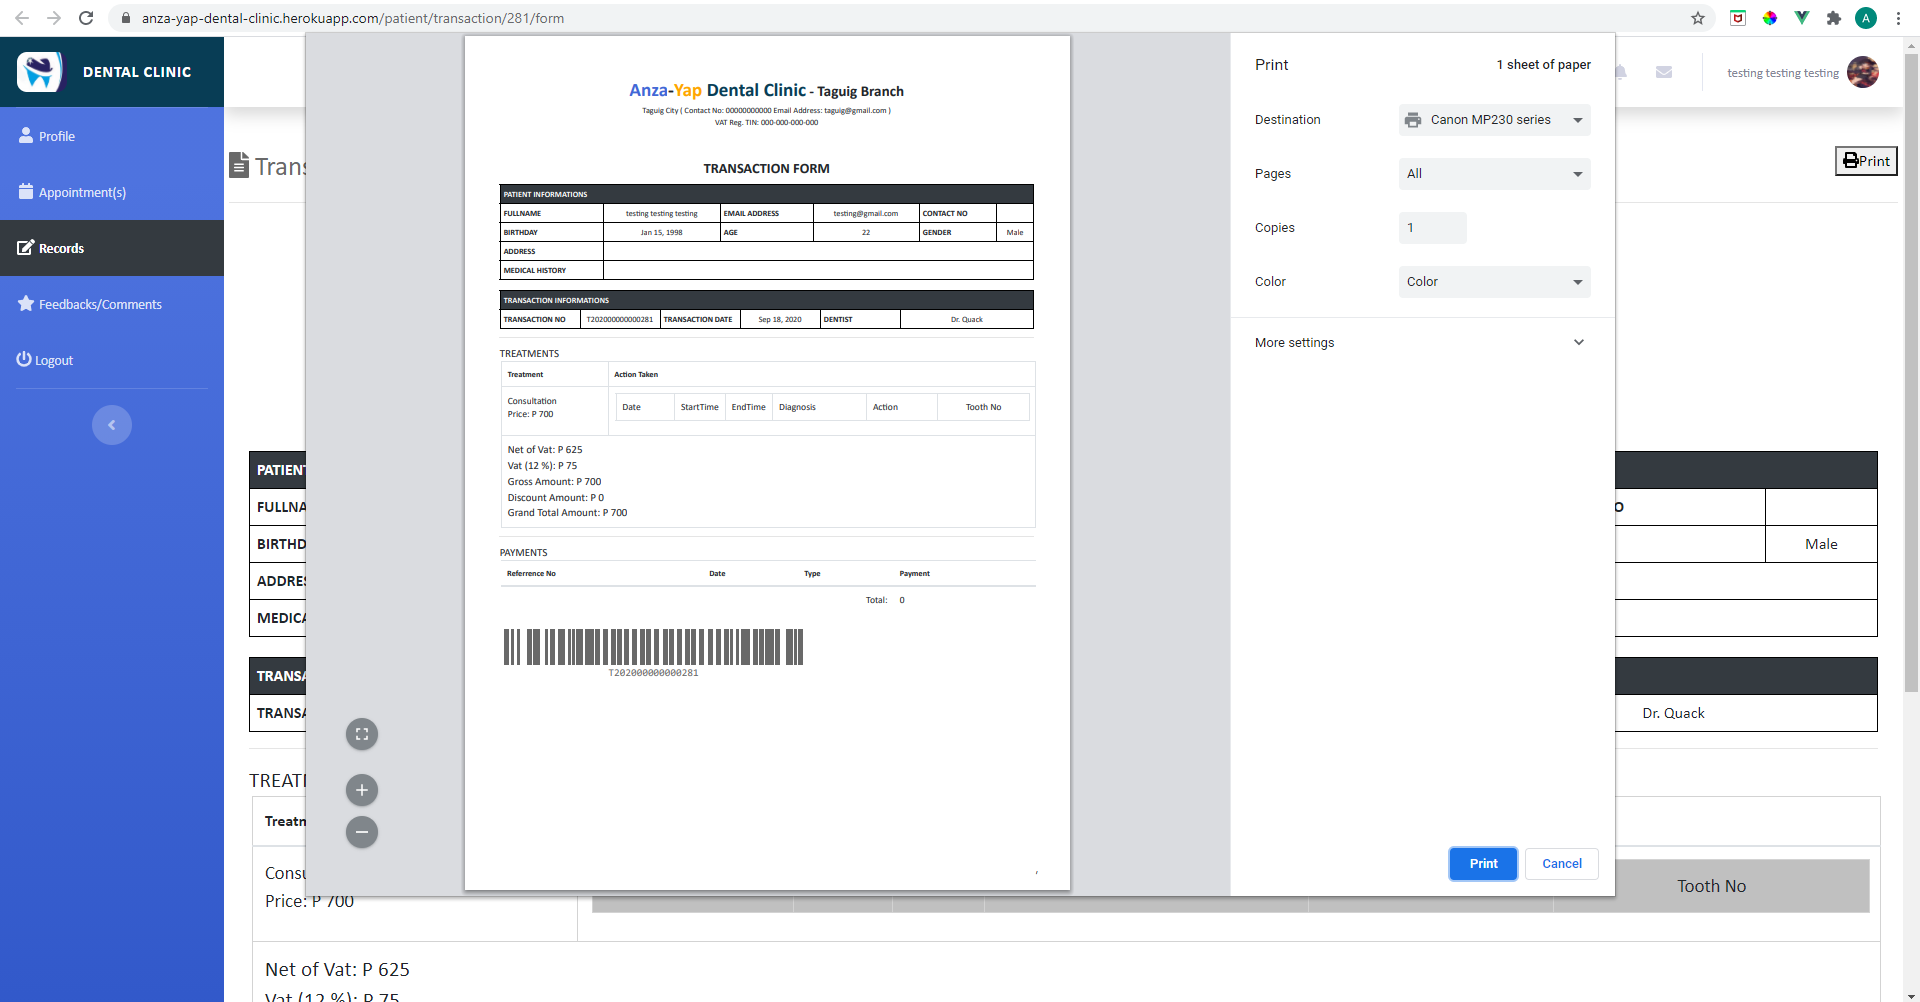 anza-yap-dental-clinic.herokuapp.com/patient/transaction/281/form
A
DENTAL CLINIC
Profile
Appointment(s)
Records
Feedbacks/Comments
Logout
testing testing testing
Trans
Print
Anza-Yap Dental Clinic - Taguig Branch
Taguig City ( Contact No: 00000000000 Email Address: taguig@gmail.com )
VAT Reg. TIN: 000-000-000-000
TRANSACTION FORM
PATIENT INFORMATIONS
FULLNAME testing testing testing EMAIL ADDRESS testing@gmail.com CONTACT NO
BIRTHDAY Jan 15, 1998 AGE 22 GENDER Male
ADDRESS
MEDICAL HISTORY
TRANSACTION INFORMATIONS
TRANSACTION NO T202000000000281 TRANSACTION DATE Sep 18, 2020 DENTIST Dr. Quack
TREATMENTS
Treatment Action Taken
Consultation
Price: P 700
Date StartTime EndTime Diagnosis Action Tooth No
Net of Vat: P 625
Vat (12 %): P 75
Gross Amount: P 700
Discount Amount: P 0
Grand Total Amount: P 700
PAYMENTS
Referrence No Date Type Payment
Total: 0
T202000000000281
Print 1 sheet of paper
Destination Canon MP230 series
Pages All
Copies 1
Color Color
More settings
Print Cancel
PATIENT
FULLNA O
BIRTHD Male
ADDRES
MEDICA
TRANSA
TRANSA Dr. Quack
TREATI
Treatn
Consu
Price: P 700
Tooth No
Net of Vat: P 625
Vat (12 %): P 75